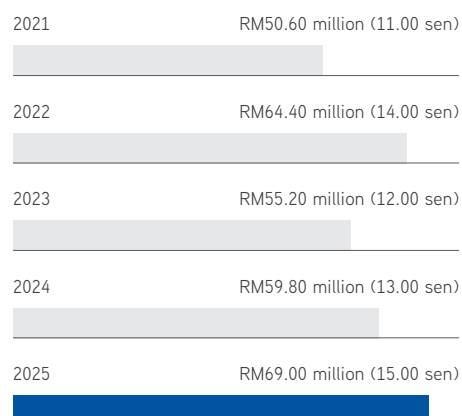 2021 RM50.60 million (11.00 sen)
2022 RM64.40 million (14.00 sen)
2023 RM55.20 million (12.00 sen)
2024 RM59.80 million (13.00 sen)
2025 RM69.00 million (15.00 sen)